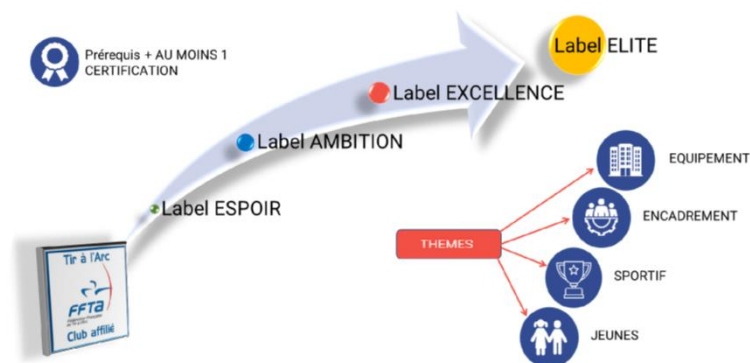 Prérequis + AU MOINS 1
CERTIFICATION
Label ELITE
Label EXCELLENCE
Label AMBITION
Label ESPOIR
Tir à l'Arc
FFTA
Club affilié
THEMES
EQUIPEMENT
ENCADREMENT
SPORTIF
JEUNES